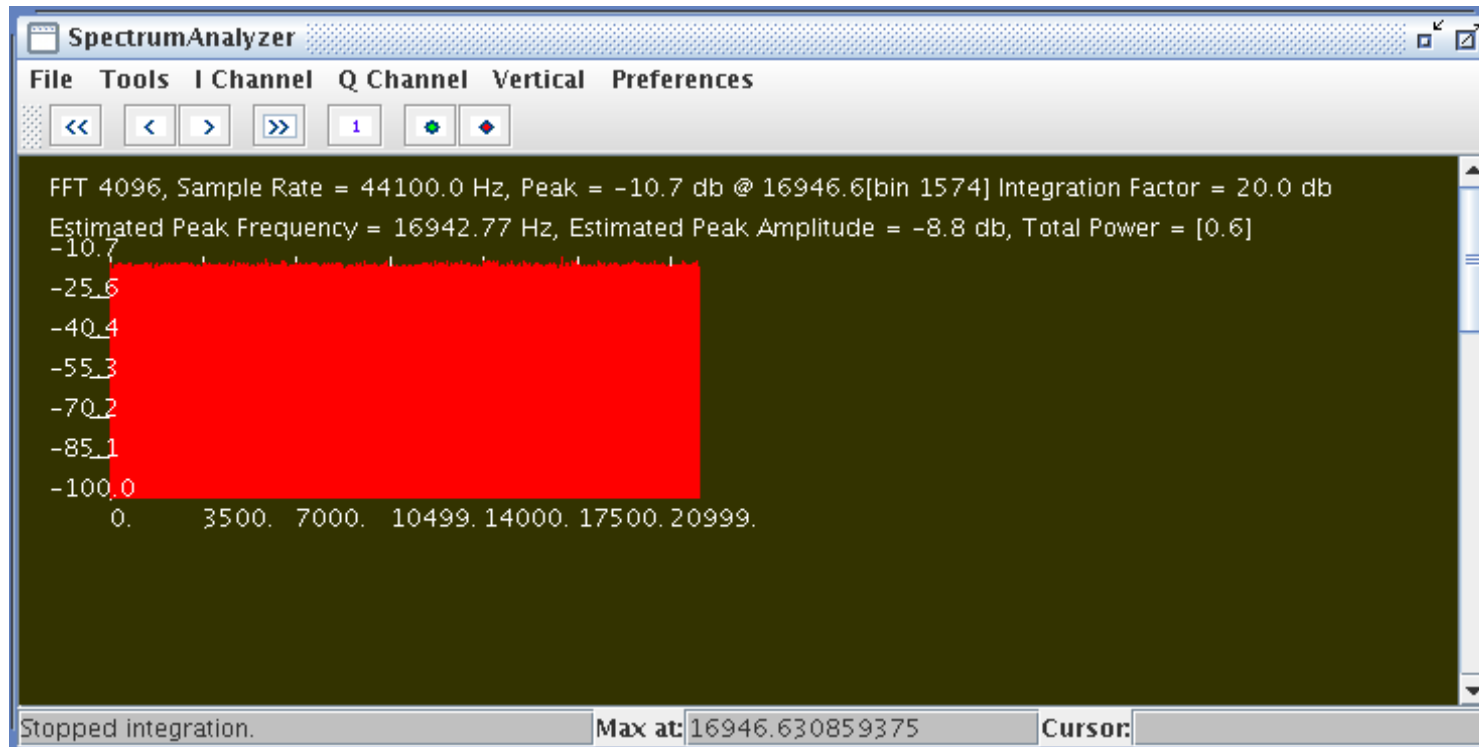 SpectrumAnalyzer
File Tools I Channel Q Channel Vertical Preferences
<< < > >> 1
FFT 4096, Sample Rate = 44100.0 Hz, Peak = -10.7 db @ 16946.6[bin 1574] Integration Factor = 20.0 db
Estimated Peak Frequency = 16942.77 Hz, Estimated Peak Amplitude = -8.8 db, Total Power = [0.6]
-10.7
-25.6
-40.4
-55.3
-70.2
-85.1
-100.0
0. 3500. 7000. 10499. 14000. 17500. 20999.
Stopped integration. Max at: 16946.630859375 Cursor: